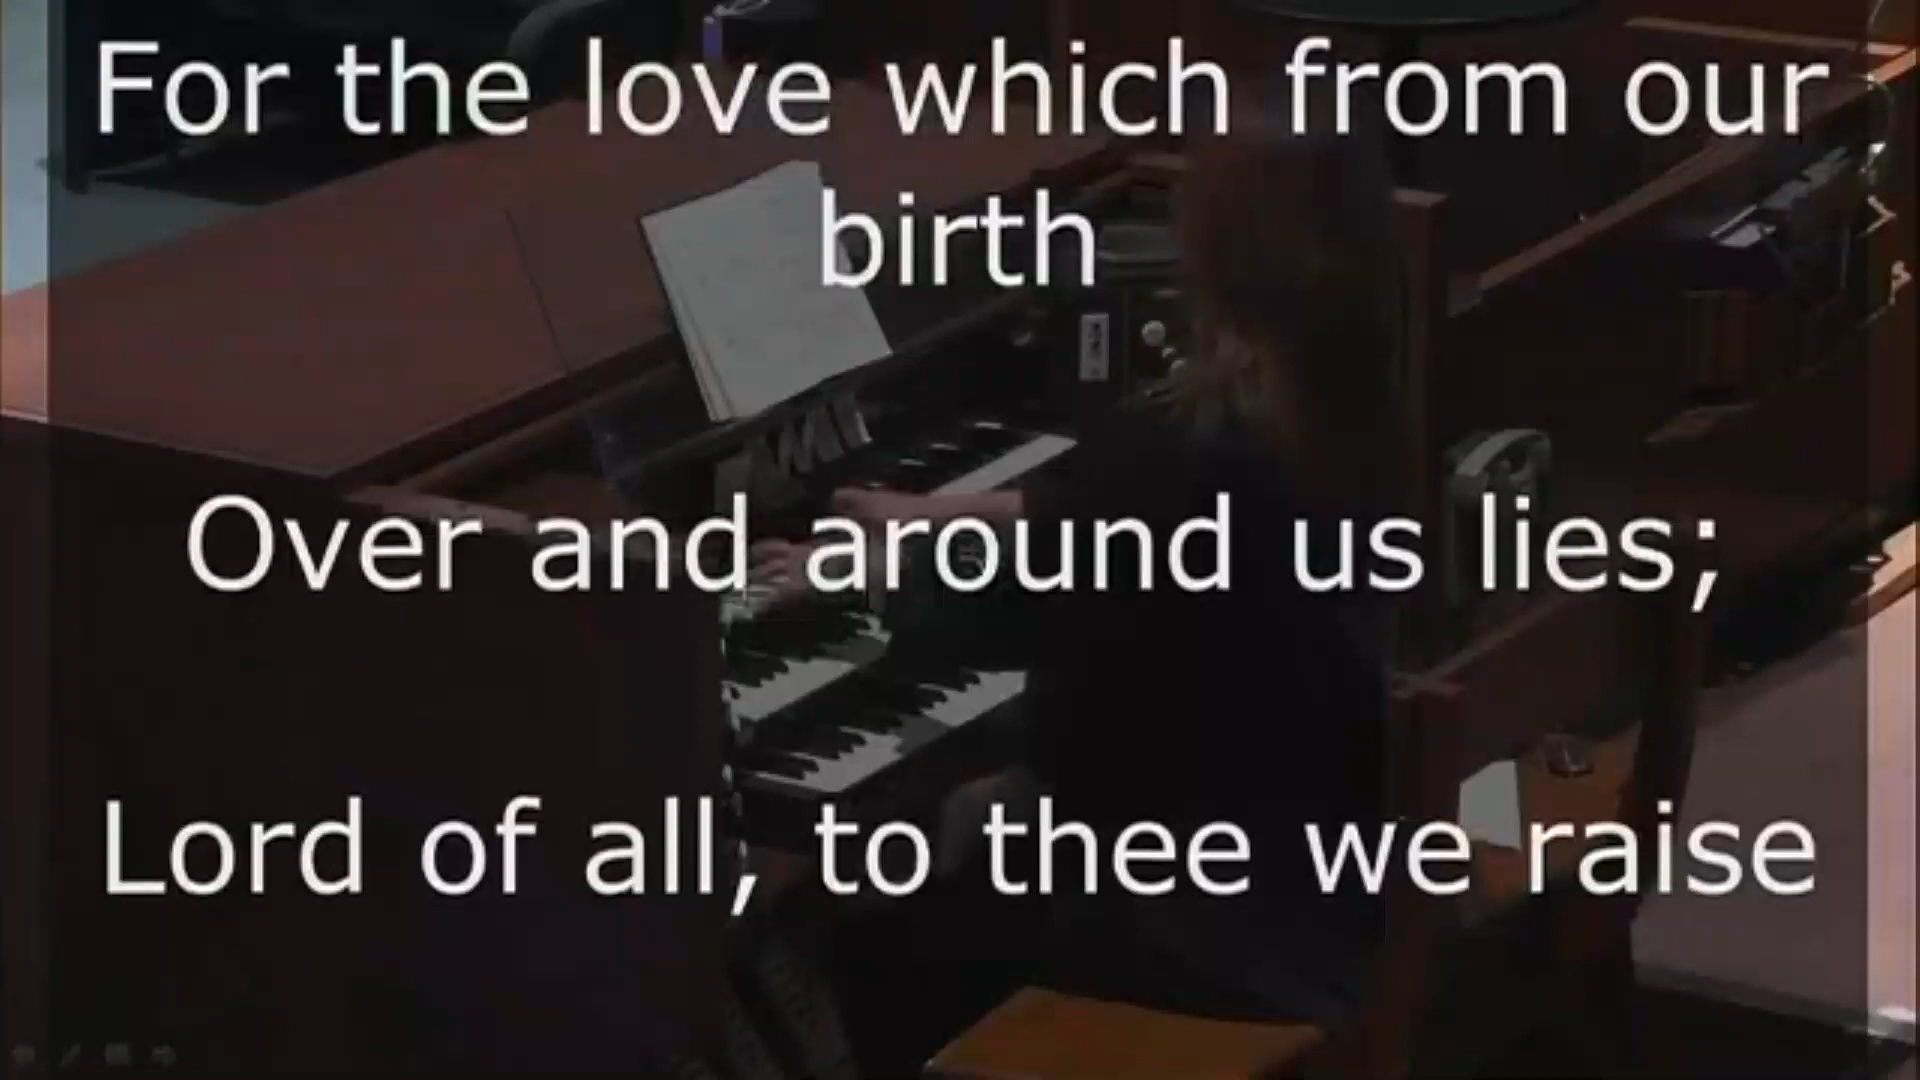 For the love which from our
birth
Over and around us lies;
Lord of all, to thee we raise